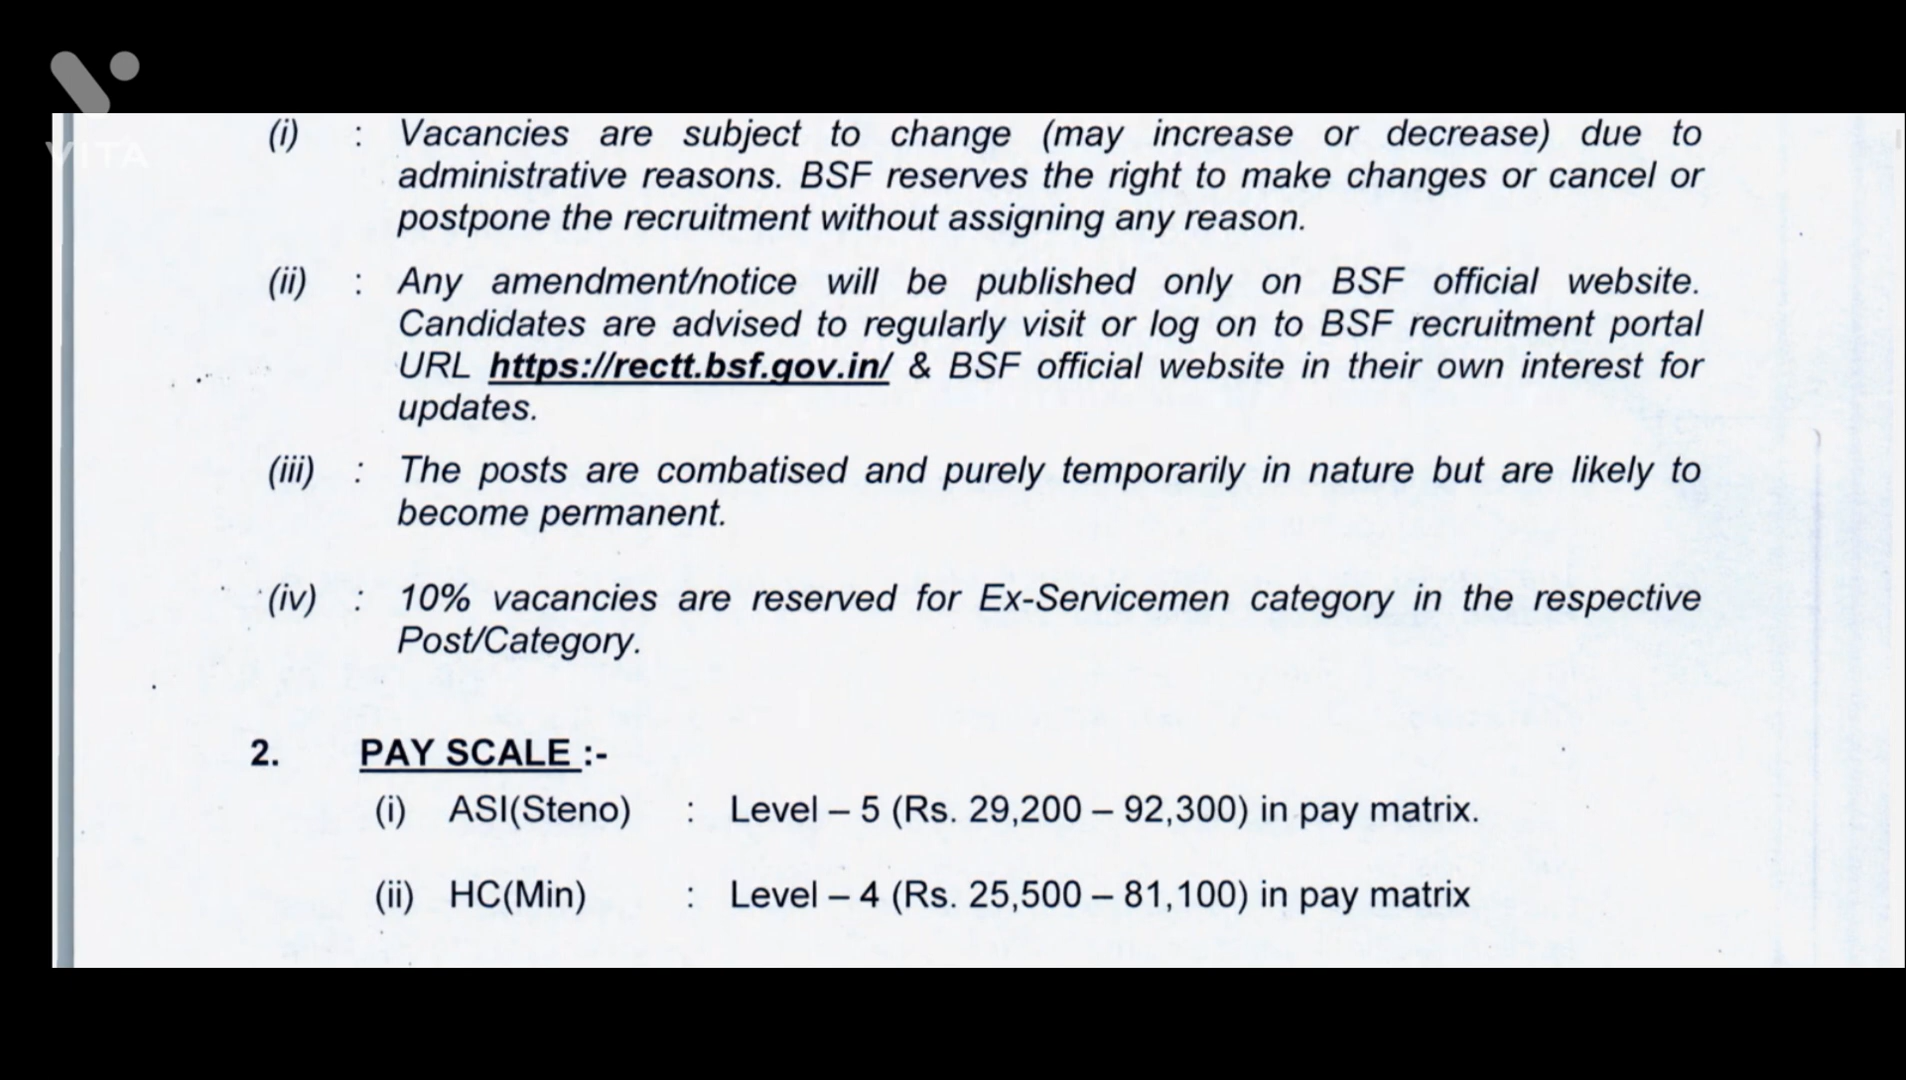 VITA
(i) : Vacancies are subject to change (may increase or decrease) due to
administrative reasons. BSF reserves the right to make changes or cancel or
postpone the recruitment without assigning any reason.
(ii) : Any amendment/notice will be published only on BSF official website.
Candidates are advised to regularly visit or log on to BSF recruitment portal
URL https://rectt.bsf.gov.in/ & BSF official website in their own interest for
updates.
(iii) : The posts are combatised and purely temporarily in nature but are likely to
become permanent.
(iv) : 10% vacancies are reserved for Ex-Servicemen category in the respective
Post/Category.
2. PAY SCALE :-
(i) ASI(Steno) : Level – 5 (Rs. 29,200 – 92,300) in pay matrix.
(ii) HC(Min) : Level – 4 (Rs. 25,500 – 81,100) in pay matrix